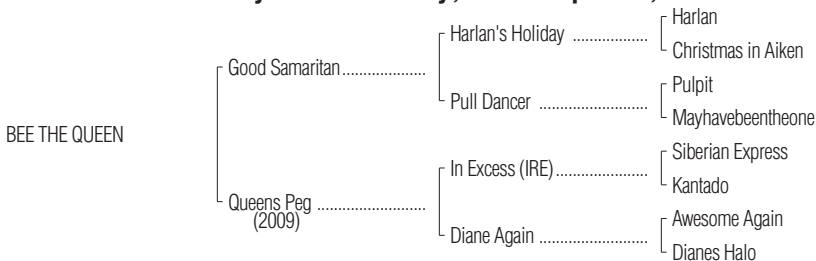 Harlan
Harlan's Holiday ..................
Christmas in Aiken
Good Samaritan ....................
Pulpit
Pull Dancer ..........................
Mayhavebeentheone
BEE THE QUEEN
Siberian Express
In Excess (IRE) ......................
Kantado
Queens Peg ..........................
(2009)
Awesome Again
Diane Again ..........................
Dianes Halo